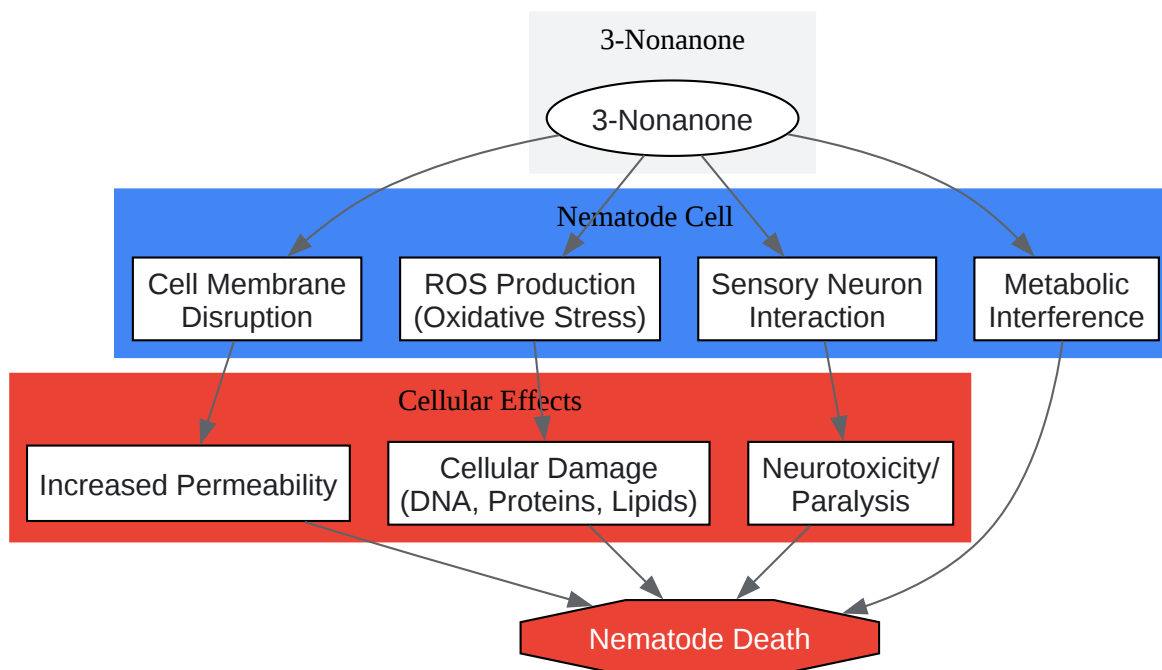 3-Nonanone
3-Nonanone
Nematode Cell
Cell Membrane
Disruption
ROS Production
(Oxidative Stress)
Sensory Neuron
Interaction
Metabolic
Interference
Cellular Effects
Increased Permeability
Cellular Damage
(DNA, Proteins, Lipids)
Neurotoxicity/
Paralysis
Nematode Death